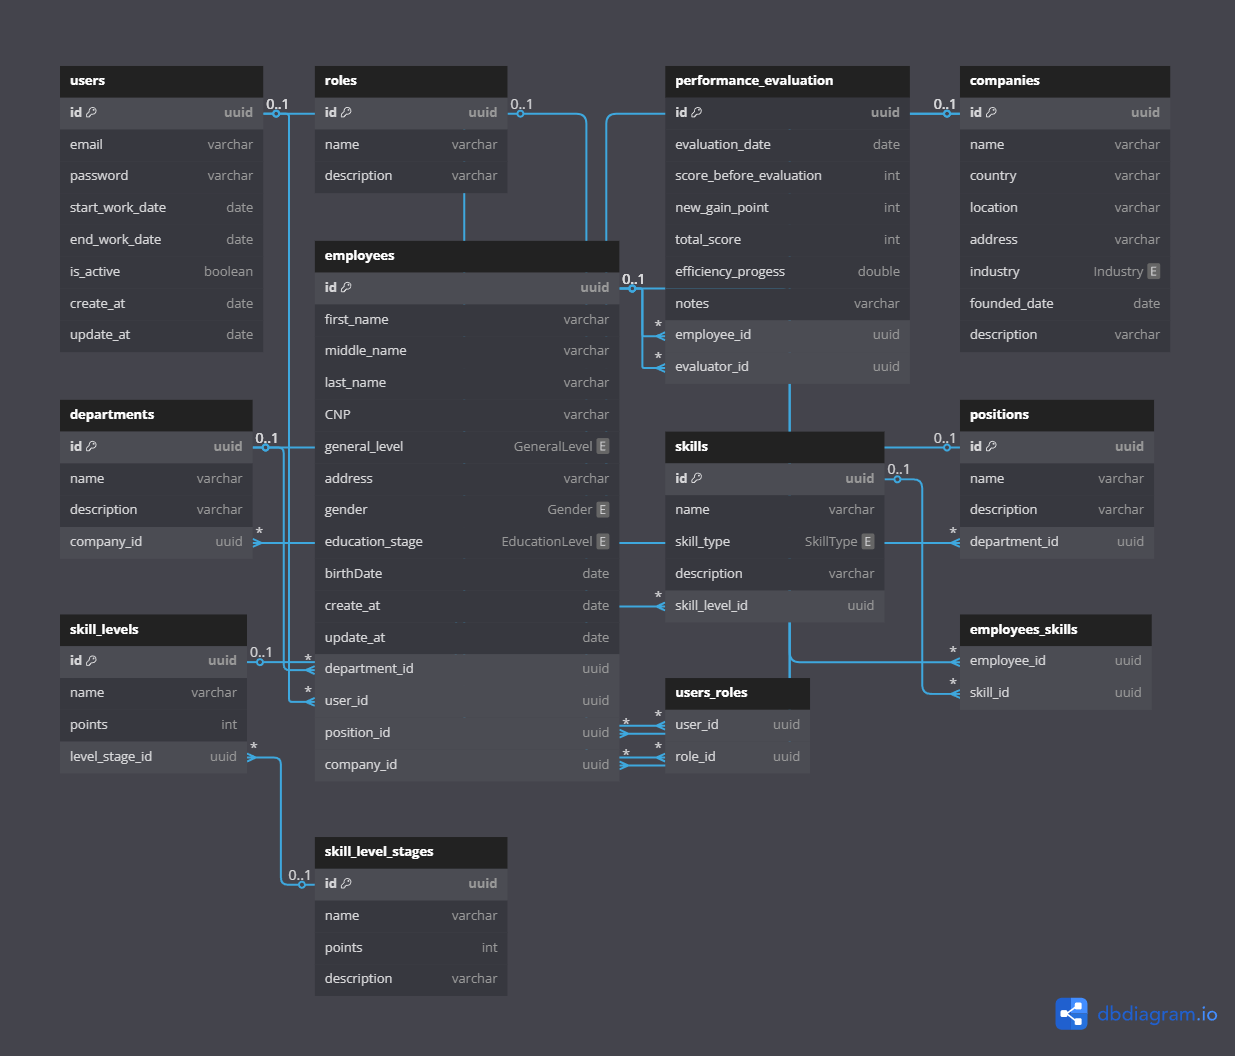 users
id uuid
email varchar
password varchar
start_work_date date
end_work_date date
is_active boolean
create_at date
update_at date
0..1
roles
id uuid
name varchar
description varchar
0..1
performance_evaluation
id uuid
evaluation_date date
score_before_evaluation int
new_gain_point int
total_score int
efficiency_progess double
notes varchar
* employee_id uuid
* evaluator_id uuid
0..1
companies
id uuid
name varchar
country varchar
location varchar
address varchar
industry Industry E
founded_date date
description varchar
employees
id uuid
0..1
first_name varchar
middle_name varchar
last_name varchar
CNP varchar
general_level GeneralLevel E
address varchar
gender Gender E
education_stage EducationLevel E
birthDate date
create_at date
update_at date
* department_id uuid
* user_id uuid
position_id uuid *
company_id uuid *
departments
id uuid
0..1
name varchar
description varchar
company_id uuid *
skills
id uuid
0..1
name varchar
skill_type SkillType E
description varchar
* skill_level_id uuid
positions
0..1
id uuid
name varchar
description varchar
* department_id uuid
skill_levels
id uuid
0..1
name varchar
points int
level_stage_id uuid *
employees_skills
* employee_id uuid
* skill_id uuid
users_roles
* user_id uuid
* role_id uuid
skill_level_stages
0..1
id uuid
name varchar
points int
description varchar
dbdiagram.io